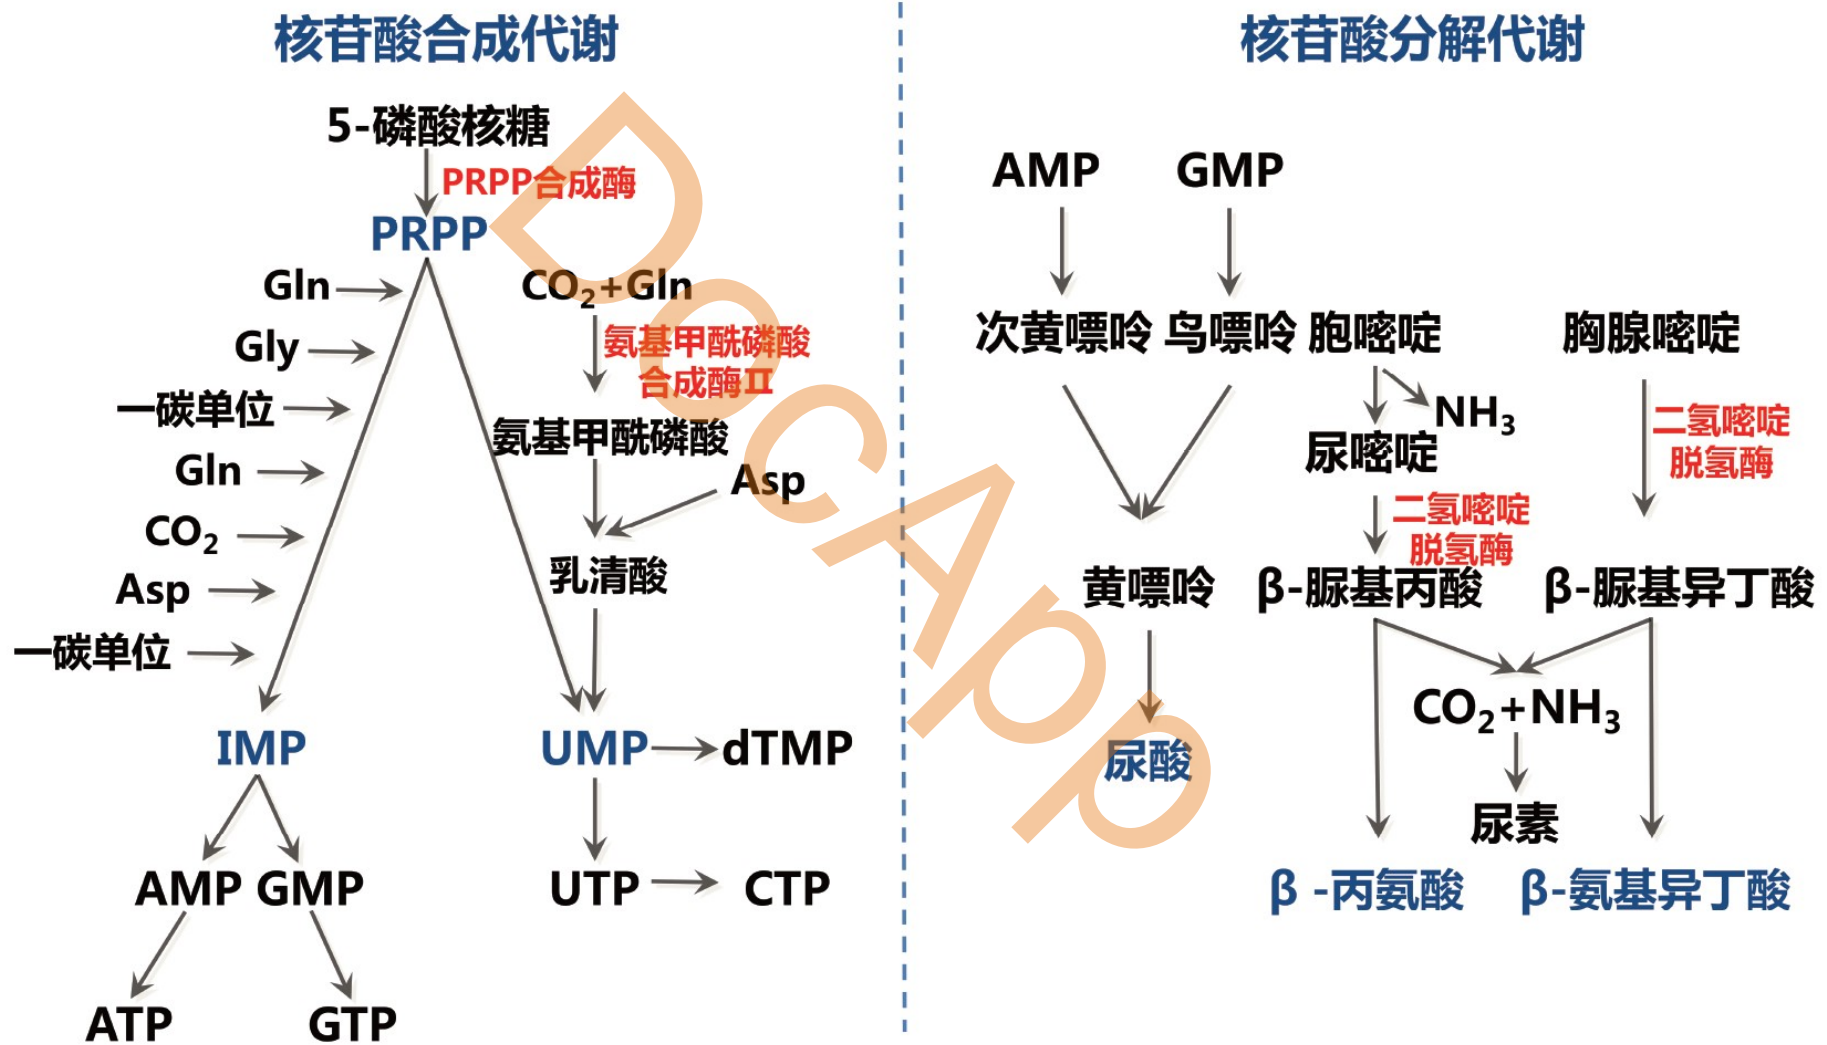 核苷酸合成代谢
5-磷酸核糖
PRPP合成酶
PRPP
Gln
Gly
一碳单位
Gln
CO₂
Asp
一碳单位
CO₂+Gln
氨基甲酰磷酸
合成酶Ⅱ
氨基甲酰磷酸
Asp
乳清酸
IMP
UMP
dTMP
AMP
GMP
UTP
CTP
ATP
GTP
核苷酸分解代谢
AMP
GMP
次黄嘌呤
鸟嘌呤
胞嘧啶
胸腺嘧啶
NH₃
尿嘧啶
二氢嘧啶
脱氢酶
二氢嘧啶
脱氢酶
黄嘌呤
β-脲基丙酸
β-脲基异丁酸
尿酸
CO₂+NH₃
尿素
β -丙氨酸
β-氨基异丁酸
DocApp